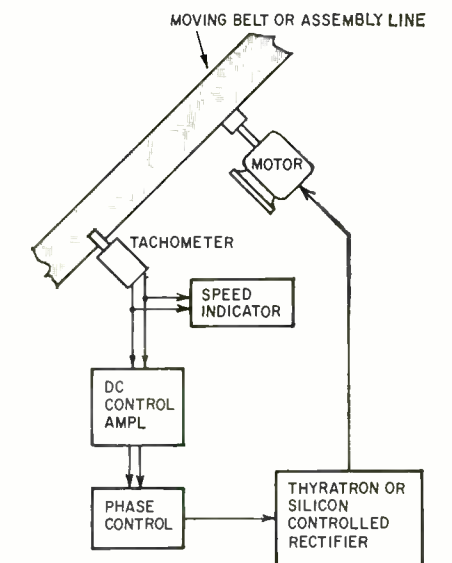 MOVING BELT OR ASSEMBLY LINE
MOTOR
TACHOMETER
SPEED
INDICATOR
DC
CONTROL
AMPL
PHASE
CONTROL
THYRATRON OR
SILICON
CONTROLLED
RECTIFIER